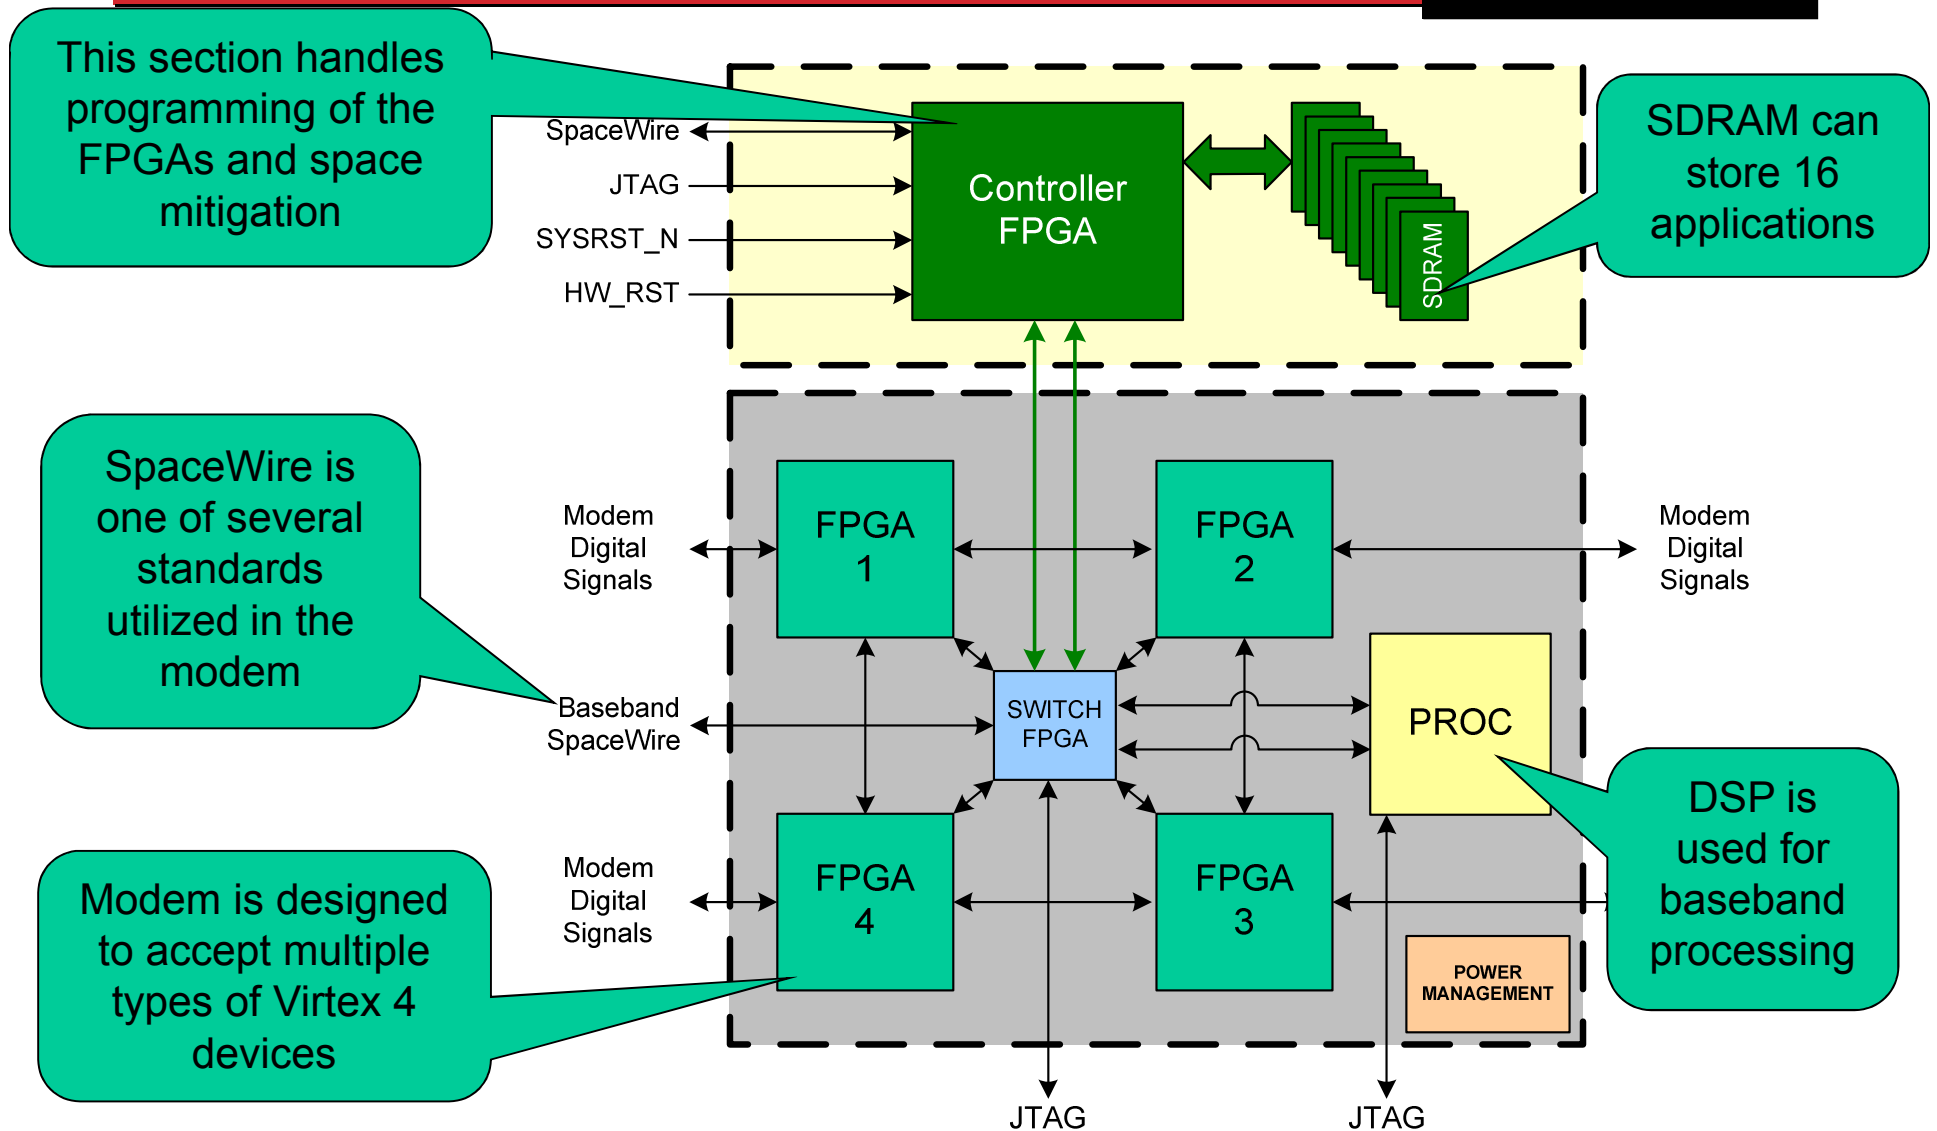 This section handles
programming of the
FPGAs and space
mitigation
SpaceWire
JTAG
SYSRST_N
HW_RST
Controller
FPGA
SDRAM
SDRAM can
store 16
applications
SpaceWire is
one of several
standards
utilized in the
modem
Modem
Digital
Signals
FPGA
1
FPGA
2
Modem
Digital
Signals
Baseband
SpaceWire
SWITCH
FPGA
PROC
DSP is
used for
baseband
processing
Modem is designed
to accept multiple
types of Virtex 4
devices
Modem
Digital
Signals
FPGA
4
FPGA
3
POWER
MANAGEMENT
JTAG
JTAG